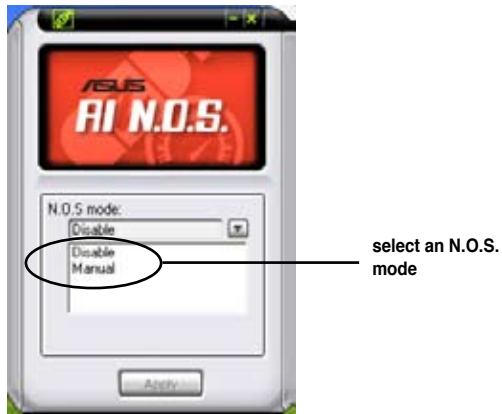 ASUS
AI N.O.S.
N.O.S mode:
Disable
Disable
Manual
select an N.O.S.
mode
Apply